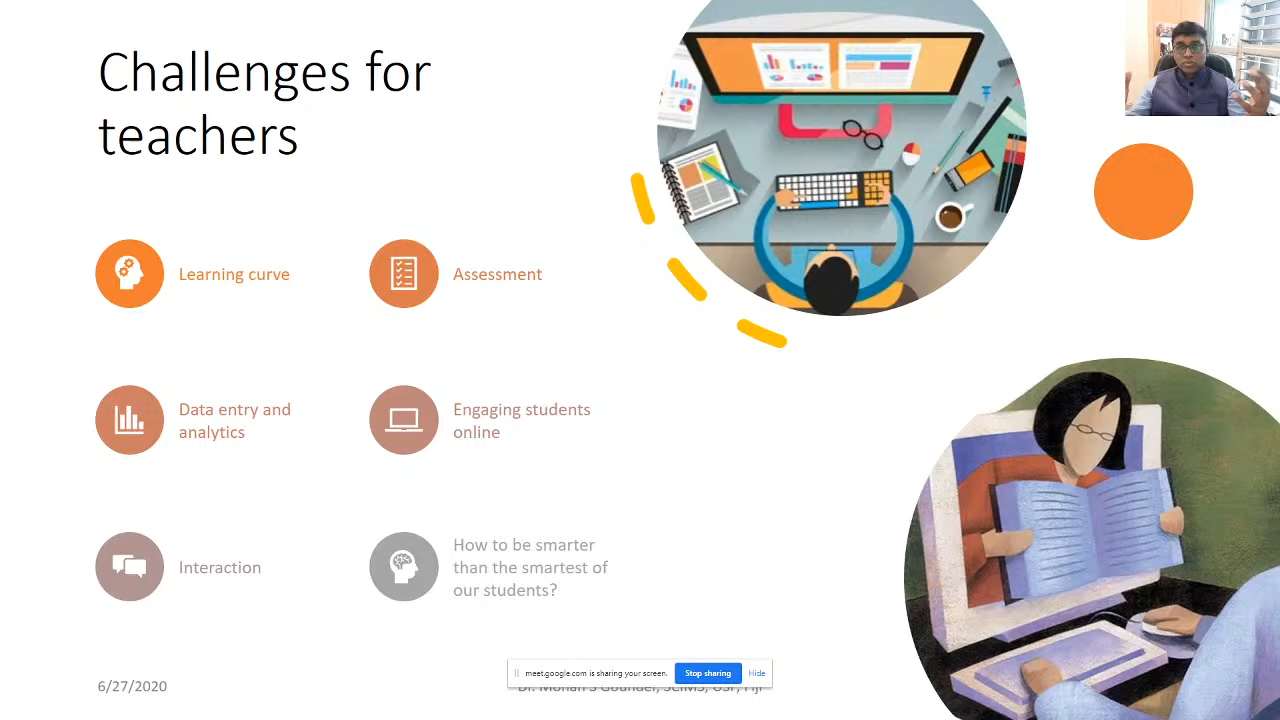 Challenges for
teachers
Learning curve
Assessment
Data entry and
analytics
Engaging students
online
Interaction
How to be smarter
than the smartest of
our students?
meet.google.com is sharing your screen.
Stop sharing
Hide
6/27/2020